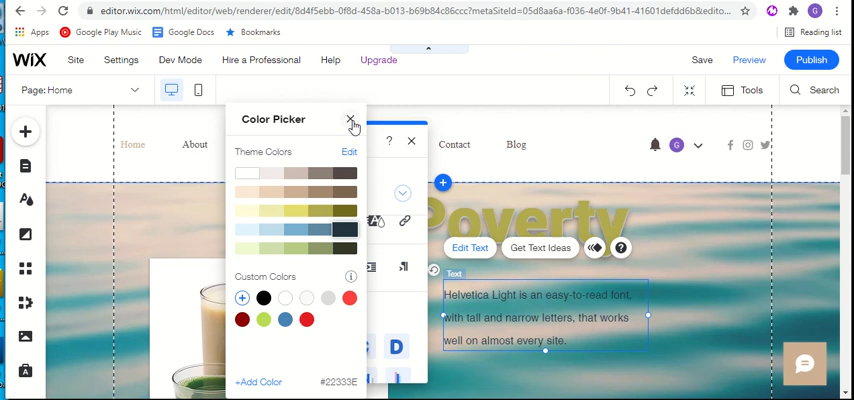 editor.wix.com/html/editor/web/renderer/edit/8d4f5ebb-0f8d-458a-b013-b69b84c86ccc?metaSiteId=05d8aa6a-f036-4e0f-9b41-41601defdd6b&edito...
G
Apps
Google Play Music
Google Docs
Bookmarks
Reading list
WiX
Site
Settings
Dev Mode
Hire a Professional
Help
Upgrade
Save
Preview
Publish
Page: Home
Tools
Search
Color Picker
Theme Colors
Edit
Custom Colors
+Add Color
#22333E
?
D
Home
About
Contact
Blog
G
Poverty
Edit Text
Get Text Ideas
?
Text
Helvetica Light is an easy-to-read font,
with tall and narrow letters, that works
well on almost every site.